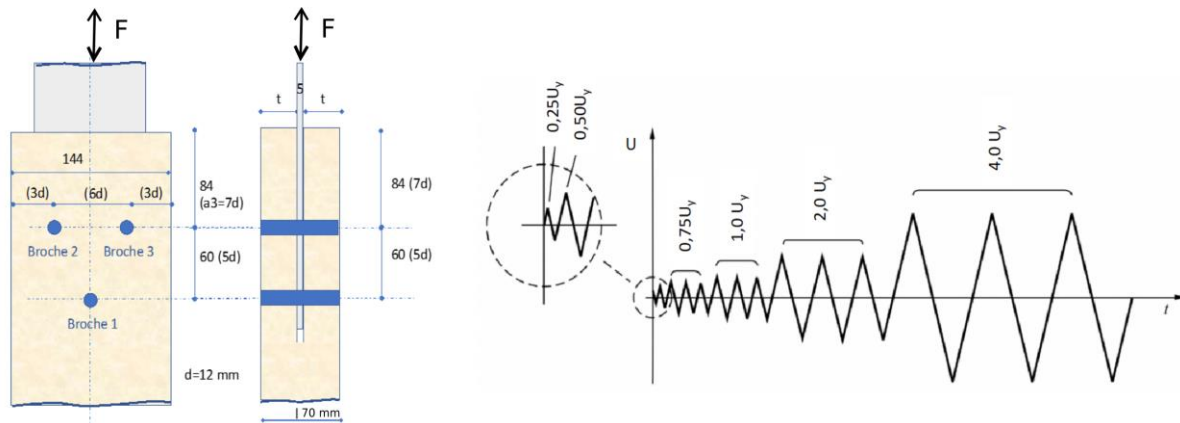 F
F
5
t
t
144
(3d)
(6d)
(3d)
84
(a3=7d)
84 (7d)
Broche 2
Broche 3
60 (5d)
60 (5d)
Broche 1
d=12 mm
70 mm
U
0,25Uy
0,50Uy
0,75Uy
1,0 Uy
2,0 Uy
4,0 Uy
t